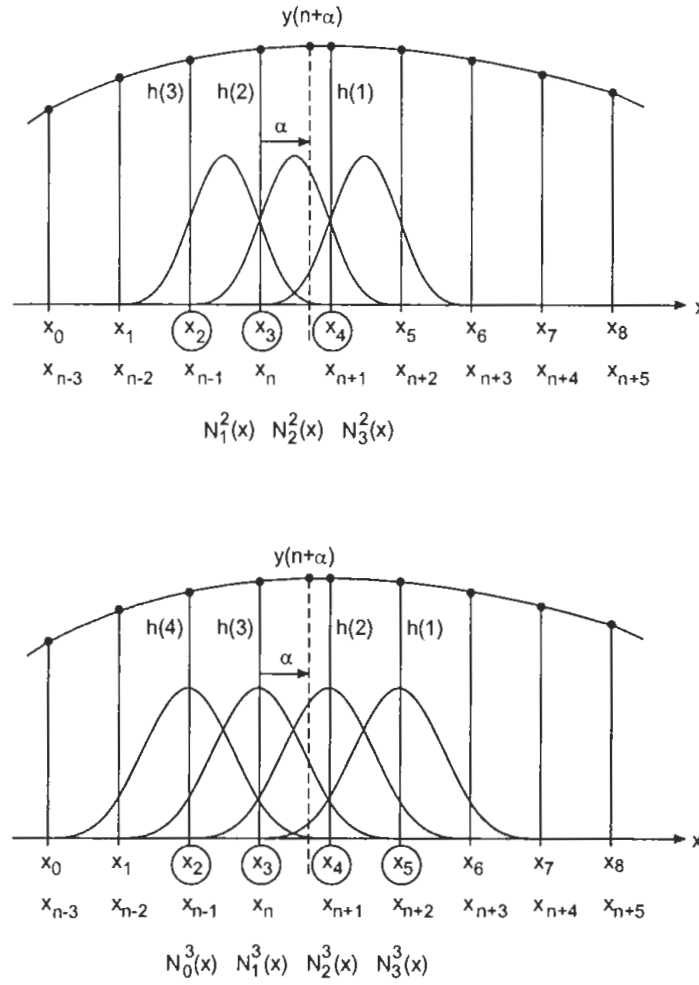 y(n+α)
h(3) h(2) h(1)
α
x
x0 x1 x2 x3 x4 x5 x6 x7 x8
xn-3 xn-2 xn-1 xn xn+1 xn+2 xn+3 xn+4 xn+5
N₁²(x) N₂²(x) N₃²(x)
y(n+α)
h(4) h(3) h(2) h(1)
α
x
x0 x1 x2 x3 x4 x5 x6 x7 x8
xn-3 xn-2 xn-1 xn xn+1 xn+2 xn+3 xn+4 xn+5
N₀³(x) N₁³(x) N₂³(x) N₃³(x)